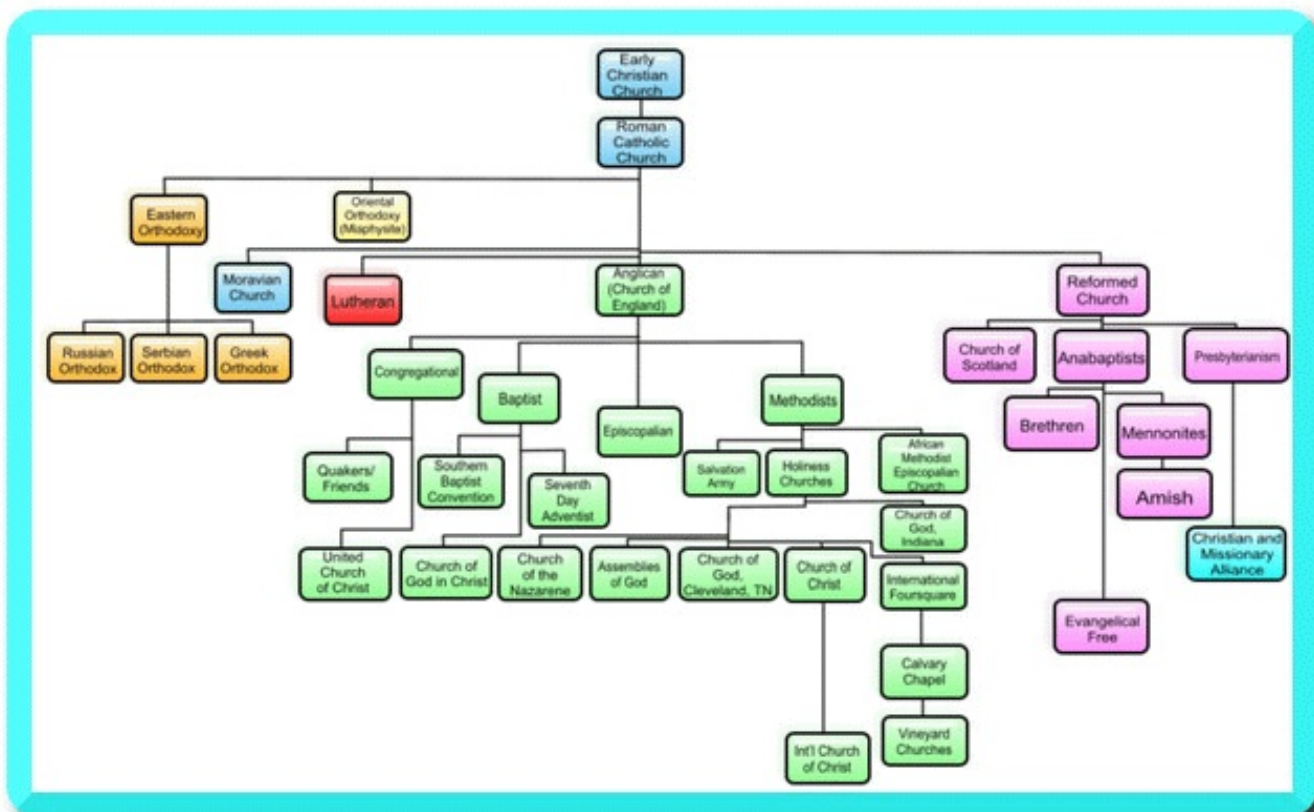 Early
Christian
Church
Roman
Catholic
Church
Eastern
Orthodoxy
Oriental
Orthodoxy
(Miaphysite)
Moravian
Church
Lutheran
Anglican
(Church of
England)
Reformed
Church
Russian
Orthodox
Serbian
Orthodox
Greek
Orthodox
Congregational
Baptist
Episcopalian
Methodists
Church of
Scotland
Anabaptists
Presbyterianism
Brethren
Mennonites
Amish
Quakers/
Friends
Southern
Baptist
Convention
Seventh
Day
Adventist
Salvation
Army
Holiness
Churches
African
Methodist
Episcopalian
Church
Church of
God,
Indiana
Christian and
Missionary
Alliance
United
Church
of Christ
Church of
God in Christ
Church
of the
Nazarene
Assemblies
of God
Church of
God,
Cleveland, TN
Church of
Christ
International
Foursquare
Evangelical
Free
Calvary
Chapel
Vineyard
Churches
Int'l Church
of Christ